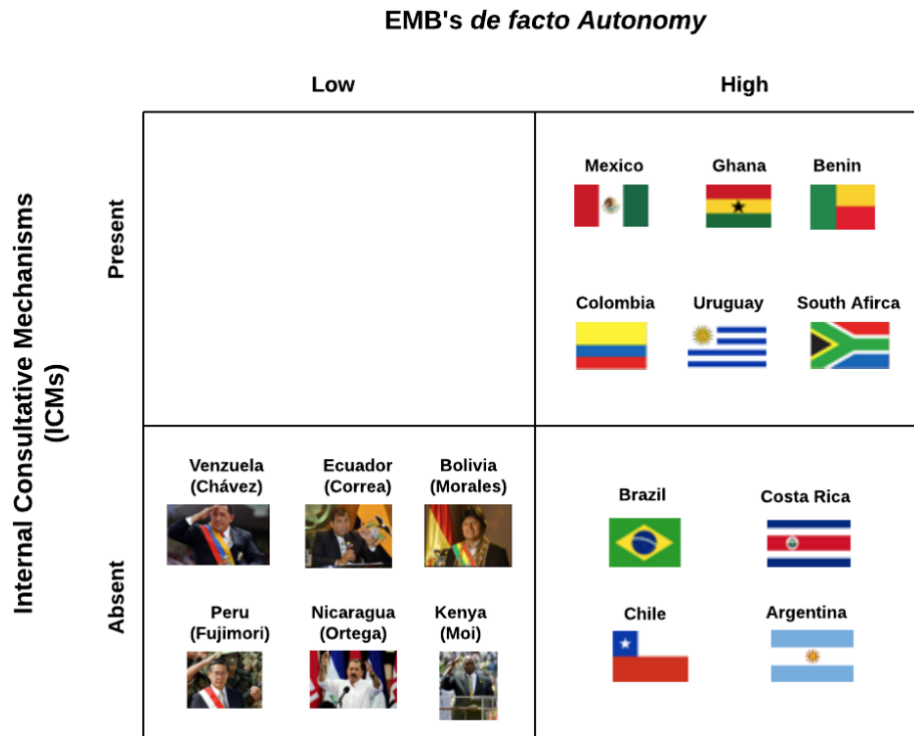 EMB's de facto Autonomy
Low
High
Internal Consultative Mechanisms
(ICMs)
Present
Mexico
Ghana
Benin
Colombia
Uruguay
South Afirca
Absent
Venzuela
(Chávez)
Ecuador
(Correa)
Bolivia
(Morales)
Brazil
Costa Rica
Peru
(Fujimori)
Nicaragua
(Ortega)
Kenya
(Moi)
Chile
Argentina